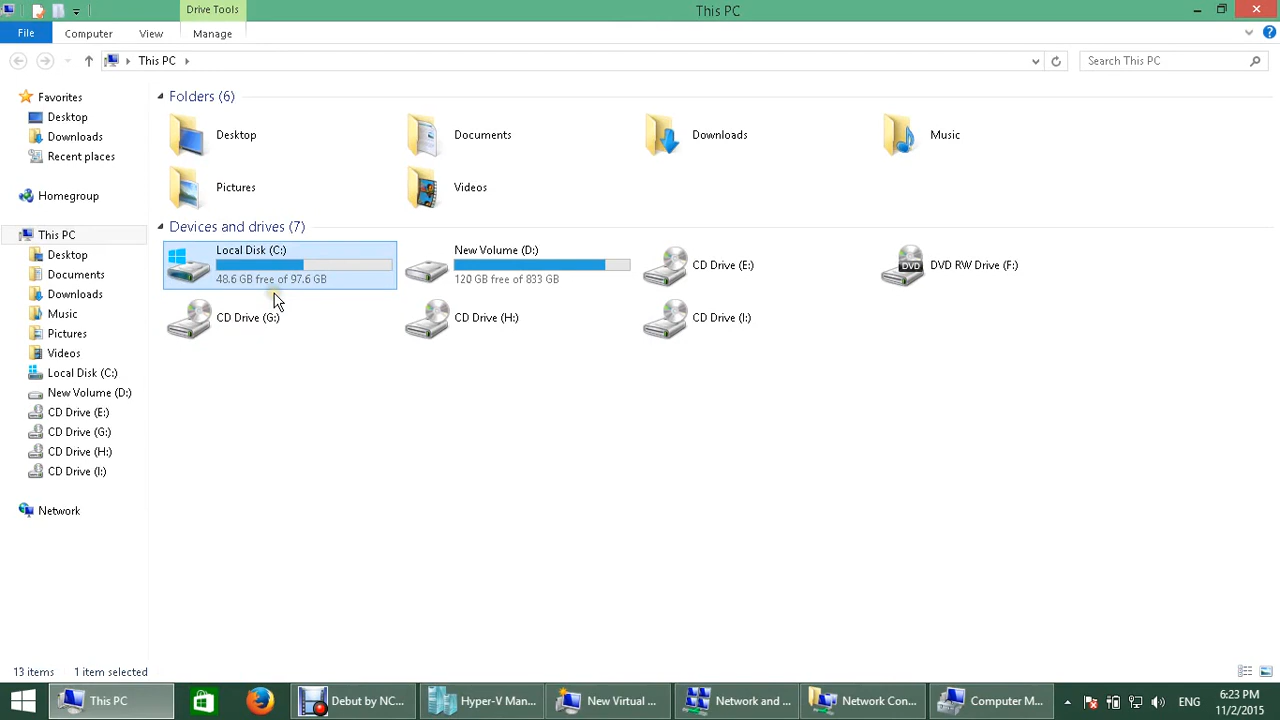 Drive Tools
This PC
File
Computer
View
Manage
This PC
Search This PC
Favorites
Desktop
Downloads
Recent places
Homegroup
This PC
Desktop
Documents
Downloads
Music
Pictures
Videos
Local Disk (C:)
New Volume (D:)
CD Drive (E:)
CD Drive (G:)
CD Drive (H:)
CD Drive (I:)
Network
Folders (6)
Desktop
Documents
Downloads
Music
Pictures
Videos
Devices and drives (7)
Local Disk (C:)
48.6 GB free of 97.6 GB
New Volume (D:)
120 GB free of 833 GB
CD Drive (E:)
DVD
DVD RW Drive (F:)
CD Drive (G:)
CD Drive (H:)
CD Drive (I:)
13 items
1 item selected
This PC
Debut by NC...
Hyper-V Man...
New Virtual ...
Network and ...
Network Con...
Computer M...
ENG
6:23 PM
11/2/2015